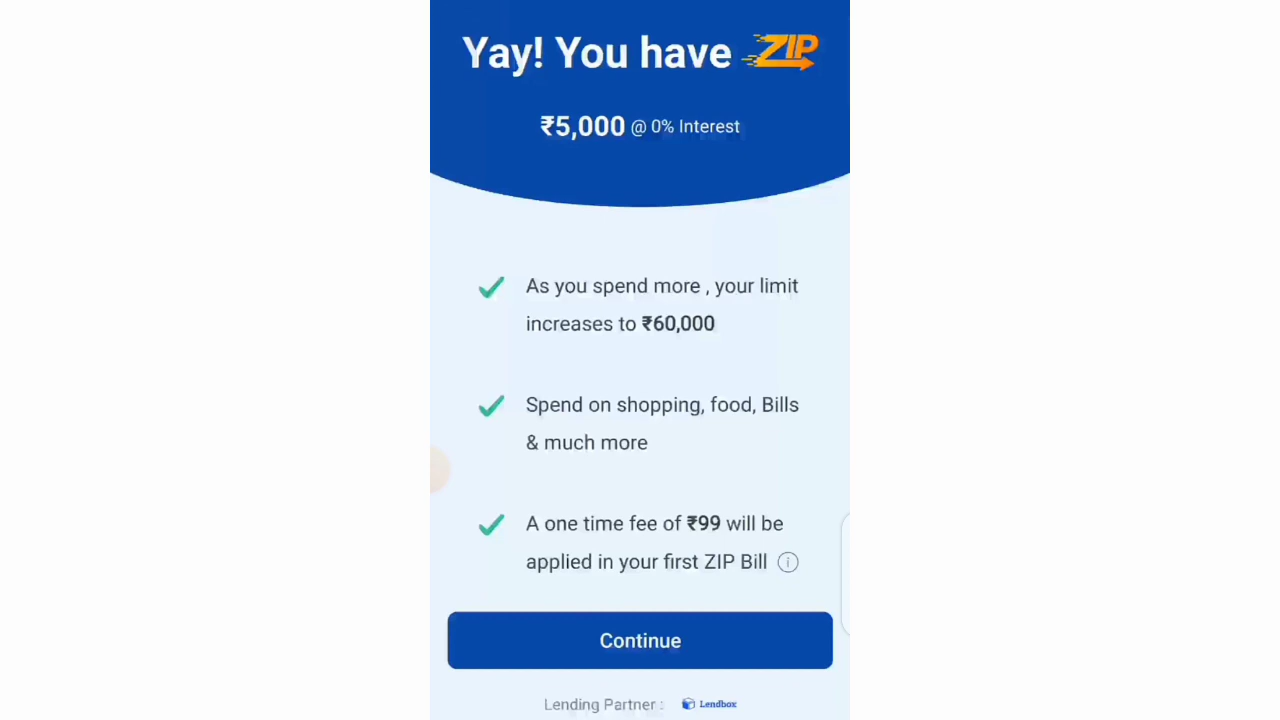 Yay! You have ZIP
₹5,000 @ 0% Interest
As you spend more , your limit
increases to ₹60,000
Spend on shopping, food, Bills
& much more
A one time fee of ₹99 will be
applied in your first ZIP Bill i
Continue
Lending Partner : Lendbox